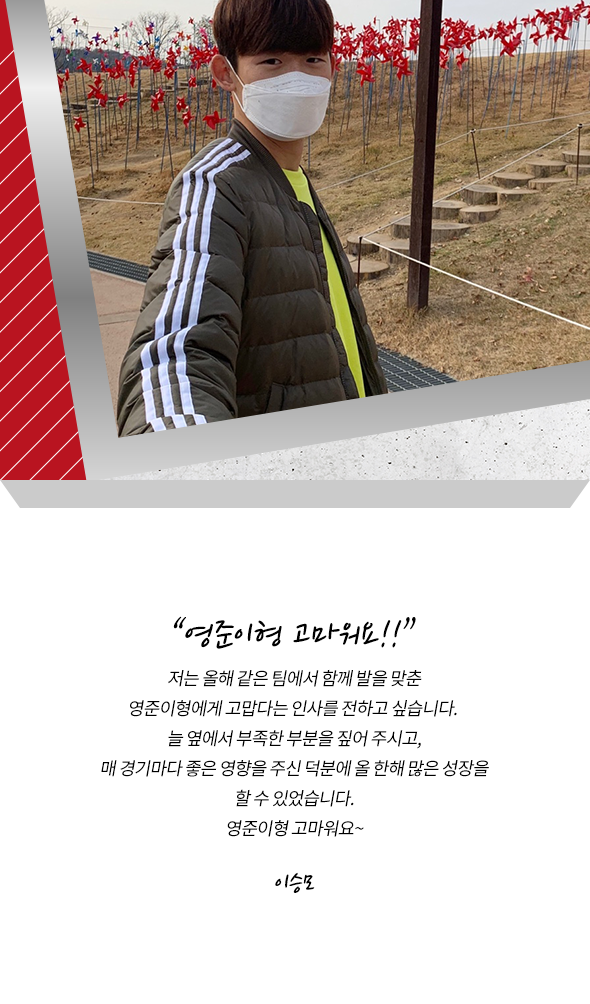 “영준이형 고마워요!!”
저는 올해 같은 팀에서 함께 발을 맞춘
영준이형에게 고맙다는 인사를 전하고 싶습니다.
늘 옆에서 부족한 부분을 짚어 주시고,
매 경기마다 좋은 영향을 주신 덕분에 올 한해 많은 성장을
할 수 있었습니다.
영준이형 고마워요~
이승모